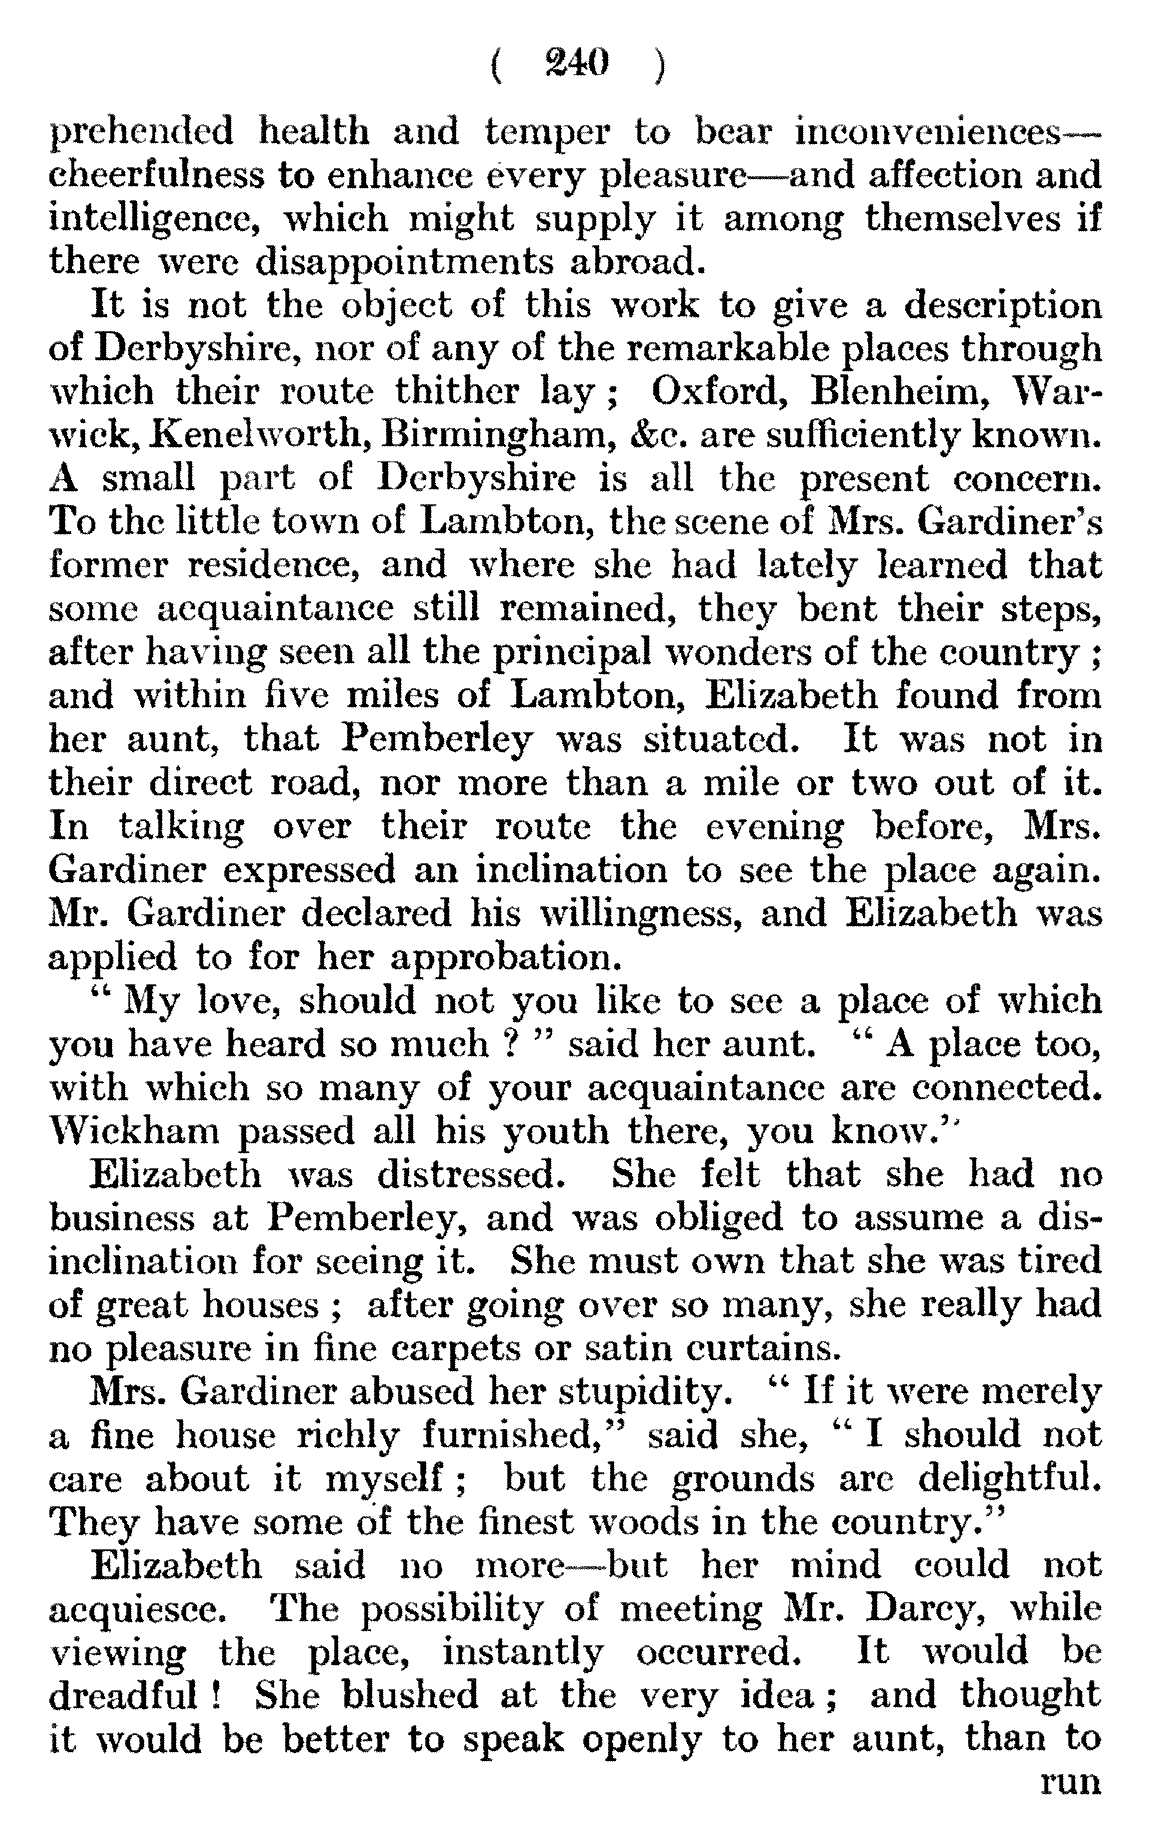 ( 240 )
prehended health and temper to bear inconveniences—
cheerfulness to enhance every pleasure—and affection and
intelligence, which might supply it among themselves if
there were disappointments abroad.
It is not the object of this work to give a description
of Derbyshire, nor of any of the remarkable places through
which their route thither lay ; Oxford, Blenheim, War-
wick, Kenelworth, Birmingham, &c. are sufficiently known.
A small part of Derbyshire is all the present concern.
To the little town of Lambton, the scene of Mrs. Gardiner's
former residence, and where she had lately learned that
some acquaintance still remained, they bent their steps,
after having seen all the principal wonders of the country ;
and within five miles of Lambton, Elizabeth found from
her aunt, that Pemberley was situated. It was not in
their direct road, nor more than a mile or two out of it.
In talking over their route the evening before, Mrs.
Gardiner expressed an inclination to see the place again.
Mr. Gardiner declared his willingness, and Elizabeth was
applied to for her approbation.
“ My love, should not you like to see a place of which
you have heard so much ? ” said her aunt. “ A place too,
with which so many of your acquaintance are connected.
Wickham passed all his youth there, you know.”
Elizabeth was distressed. She felt that she had no
business at Pemberley, and was obliged to assume a dis-
inclination for seeing it. She must own that she was tired
of great houses ; after going over so many, she really had
no pleasure in fine carpets or satin curtains.
Mrs. Gardiner abused her stupidity. “ If it were merely
a fine house richly furnished,” said she, “ I should not
care about it myself ; but the grounds are delightful.
They have some of the finest woods in the country.”
Elizabeth said no more—but her mind could not
acquiesce. The possibility of meeting Mr. Darcy, while
viewing the place, instantly occurred. It would be
dreadful ! She blushed at the very idea ; and thought
it would be better to speak openly to her aunt, than to
run